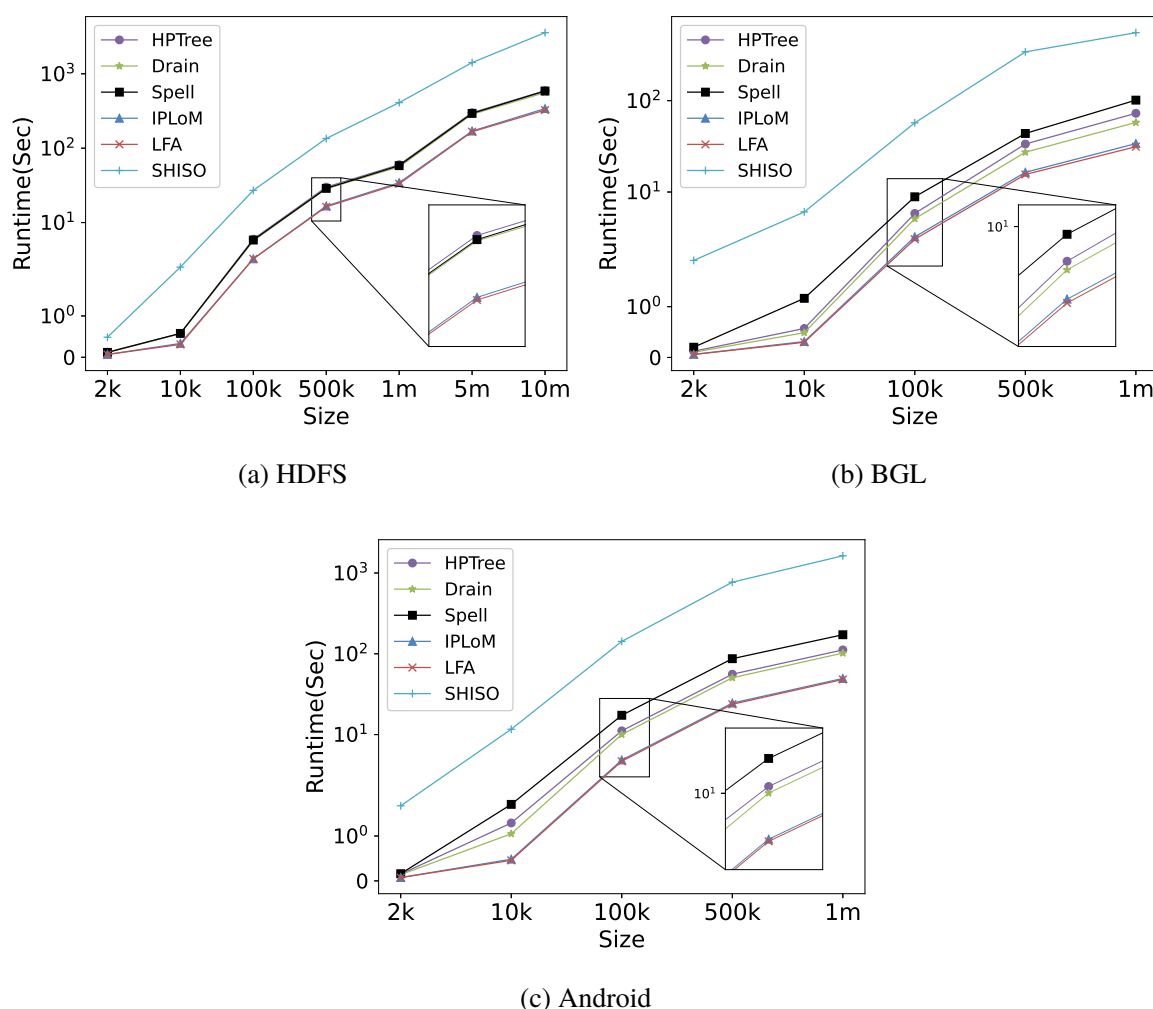 HPTree
Drain
Spell
IPLoM
LFA
SHISO
Runtime(Sec)
10³
10²
10¹
10⁰
0
2k 10k 100k 500k 1m 5m 10m
Size
(a) HDFS
HPTree
Drain
Spell
IPLoM
LFA
SHISO
Runtime(Sec)
10²
10¹
10⁰
0
10¹
2k 10k 100k 500k 1m
Size
(b) BGL
HPTree
Drain
Spell
IPLoM
LFA
SHISO
Runtime(Sec)
10³
10²
10¹
10⁰
0
10¹
2k 10k 100k 500k 1m
Size
(c) Android